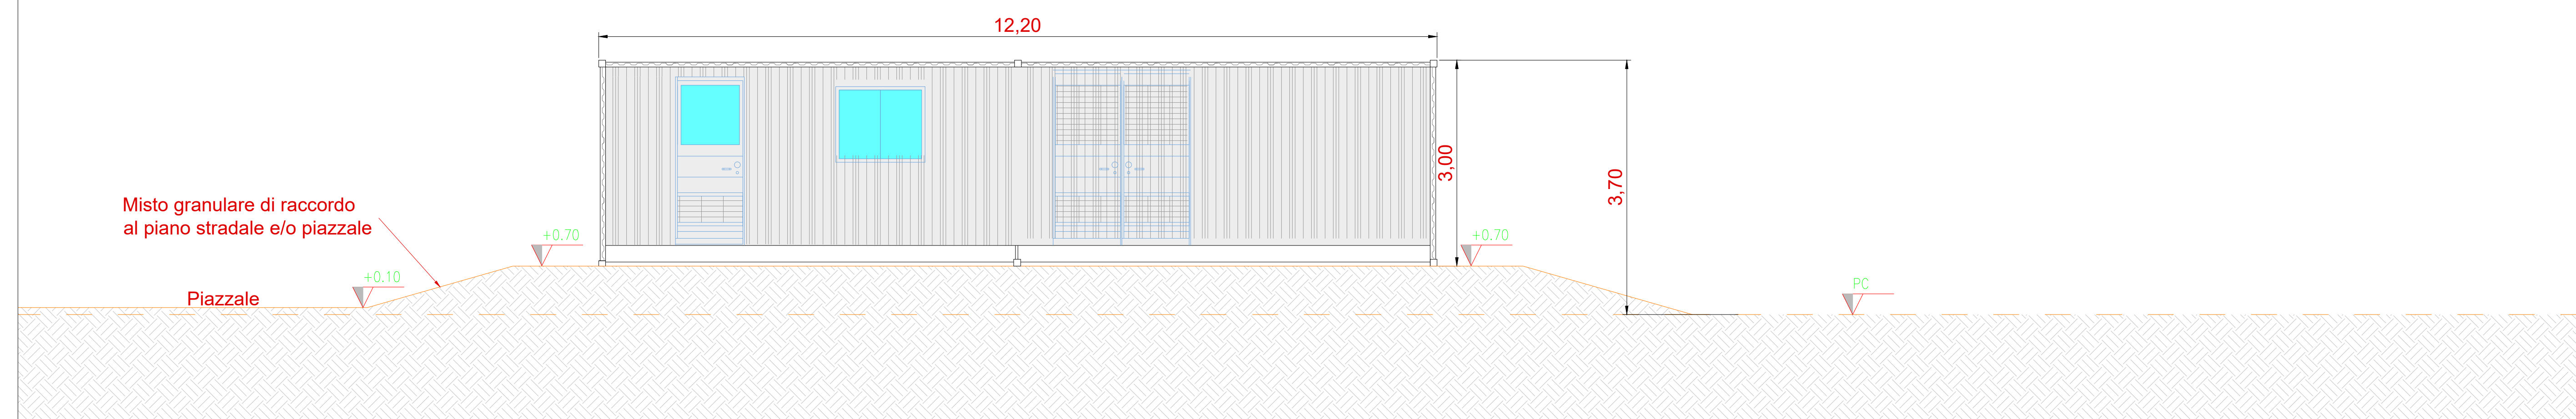 12,20
3,00
3,70
Misto granulare di raccordo
al piano stradale e/o piazzale
+0.70
+0.70
+0.10
PC
Piazzale